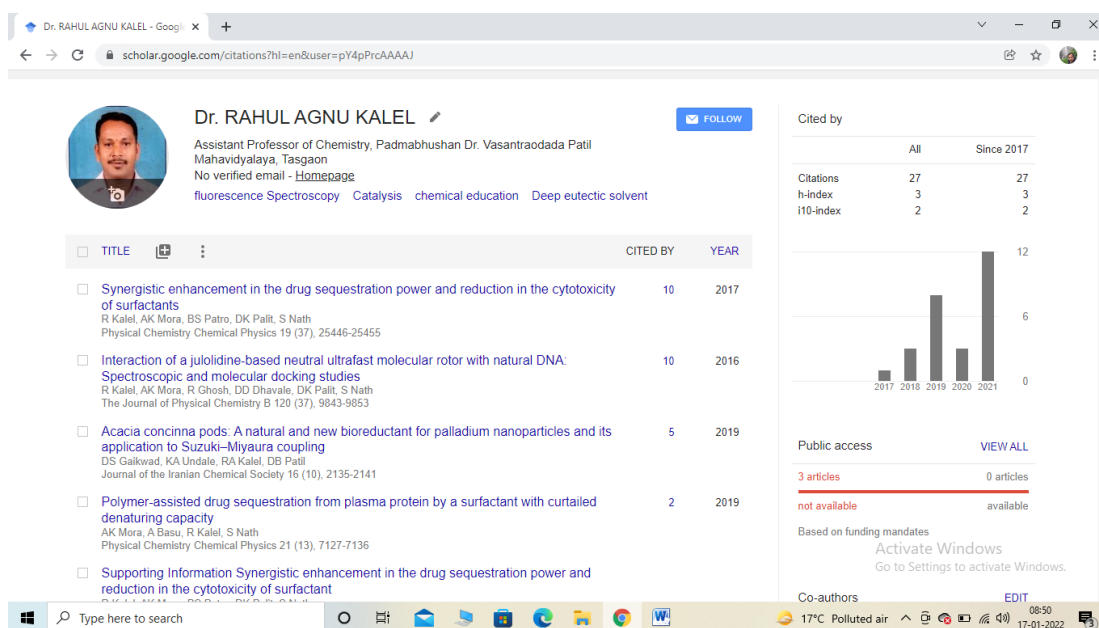 Dr. RAHUL AGNU KALEL - Googl
scholar.google.com/citations?hl=en&user=pY4pPrcAAAAJ
Dr. RAHUL AGNU KALEL
FOLLOW
Assistant Professor of Chemistry, Padmabhushan Dr. Vasantraodada Patil
Mahavidyalaya, Tasgaon
No verified email - Homepage
fluorescence Spectroscopy Catalysis chemical education Deep eutectic solvent
TITLE CITED BY YEAR
Synergistic enhancement in the drug sequestration power and reduction in the cytotoxicity 10 2017
of surfactants
R Kalel, AK Mora, BS Patro, DK Palit, S Nath
Physical Chemistry Chemical Physics 19 (37), 25446-25455
Interaction of a julolidine-based neutral ultrafast molecular rotor with natural DNA: 10 2016
Spectroscopic and molecular docking studies
R Kalel, AK Mora, R Ghosh, DD Dhavale, DK Palit, S Nath
The Journal of Physical Chemistry B 120 (37), 9843-9853
Acacia concinna pods: A natural and new bioreductant for palladium nanoparticles and its 5 2019
application to Suzuki–Miyaura coupling
DS Gaikwad, KA Undale, RA Kalel, DB Patil
Journal of the Iranian Chemical Society 16 (10), 2135-2141
Polymer-assisted drug sequestration from plasma protein by a surfactant with curtailed 2 2019
denaturing capacity
AK Mora, A Basu, R Kalel, S Nath
Physical Chemistry Chemical Physics 21 (13), 7127-7136
Supporting Information Synergistic enhancement in the drug sequestration power and
reduction in the cytotoxicity of surfactant
Cited by
All Since 2017
Citations 27 27
h-index 3 3
i10-index 2 2
12
6
0
2017 2018 2019 2020 2021
Public access VIEW ALL
3 articles 0 articles
not available available
Based on funding mandates
Activate Windows
Go to Settings to activate Windows.
Co-authors EDIT
Type here to search
17°C Polluted air
08:50
17-01-2022
3